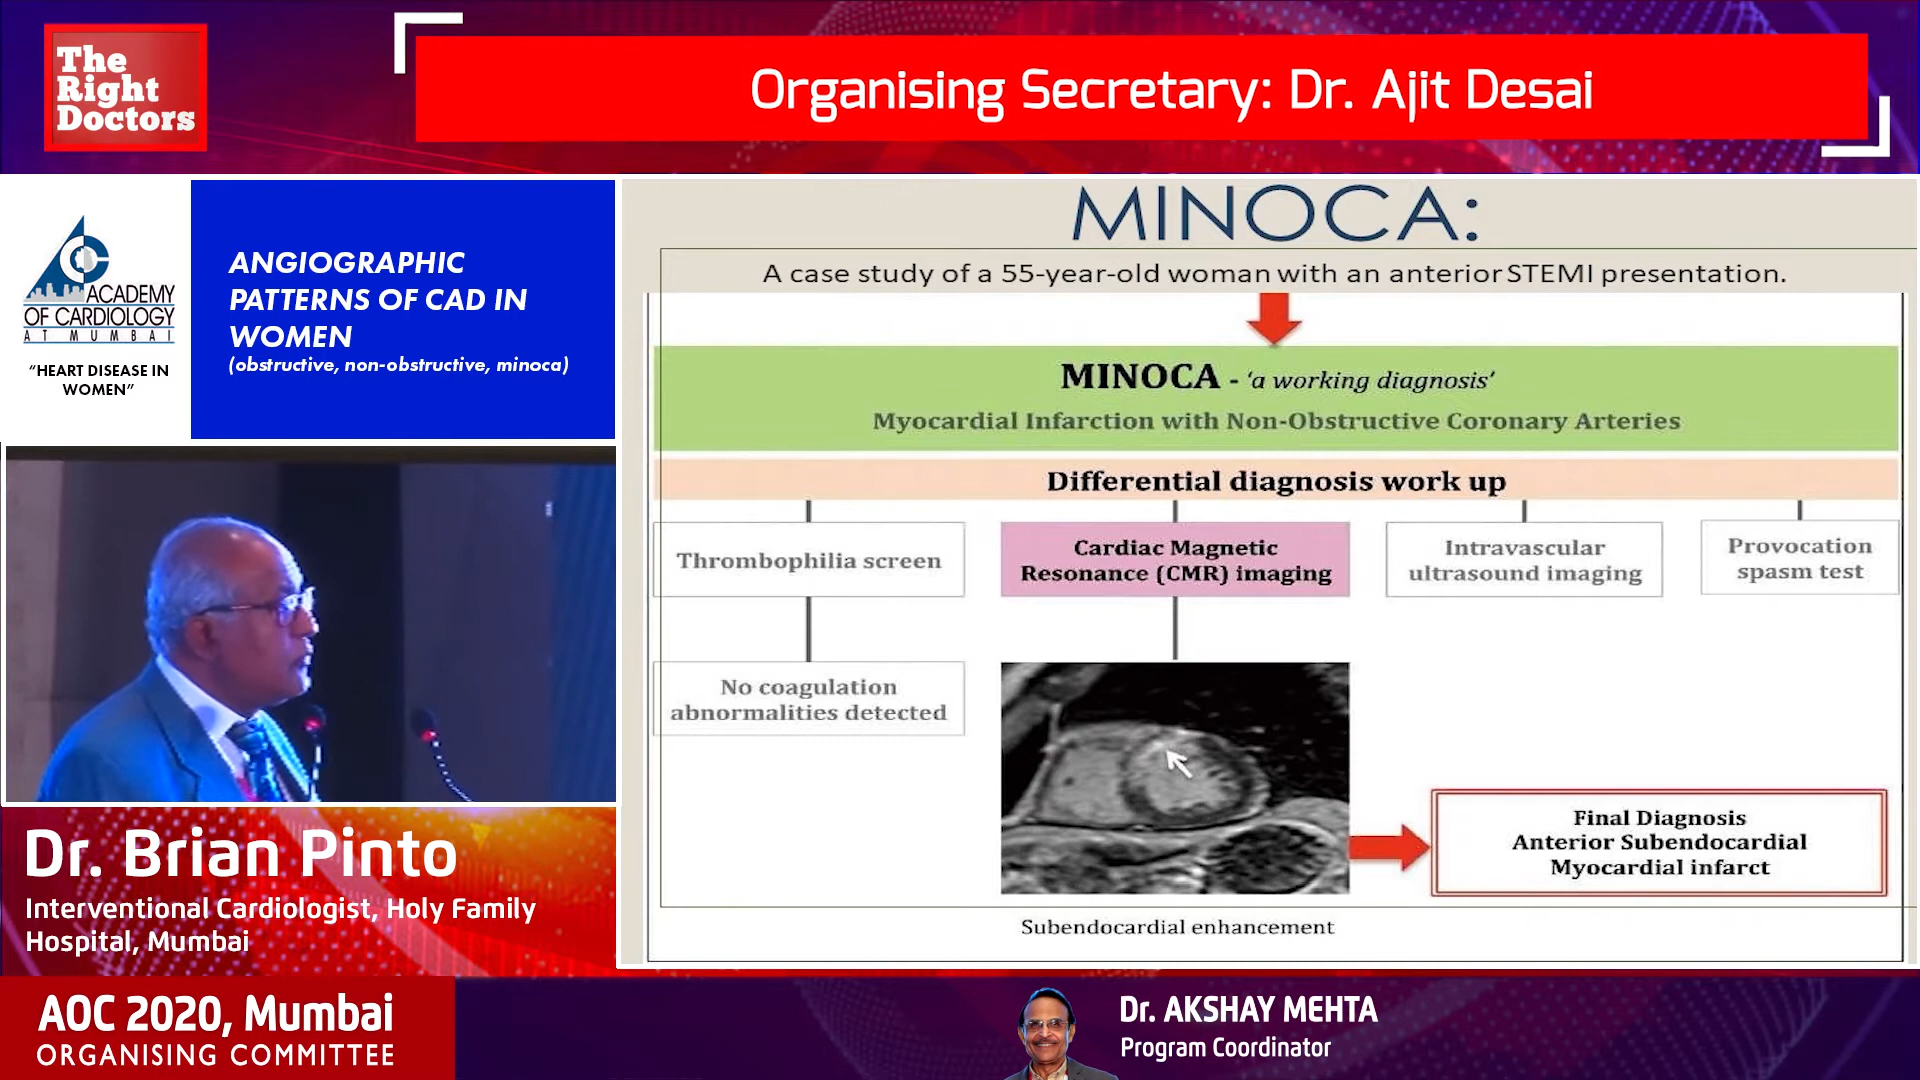 The
Right
Doctors
Organising Secretary: Dr. Ajit Desai
ACADEMY
OF CARDIOLOGY
AT MUMBAI
“HEART DISEASE IN
WOMEN”
ANGIOGRAPHIC
PATTERNS OF CAD IN
WOMEN
(obstructive, non-obstructive, minoca)
MINOCA:
A case study of a 55-year-old woman with an anterior STEMI presentation.
MINOCA - ‘a working diagnosis’
Myocardial Infarction with Non-Obstructive Coronary Arteries
Differential diagnosis work up
Thrombophilia screen
Cardiac Magnetic
Resonance (CMR) imaging
Intravascular
ultrasound imaging
Provocation
spasm test
No coagulation
abnormalities detected
Final Diagnosis
Anterior Subendocardial
Myocardial infarct
Subendocardial enhancement
Dr. Brian Pinto
Interventional Cardiologist, Holy Family
Hospital, Mumbai
AOC 2020, Mumbai
ORGANISING COMMITTEE
Dr. AKSHAY MEHTA
Program Coordinator